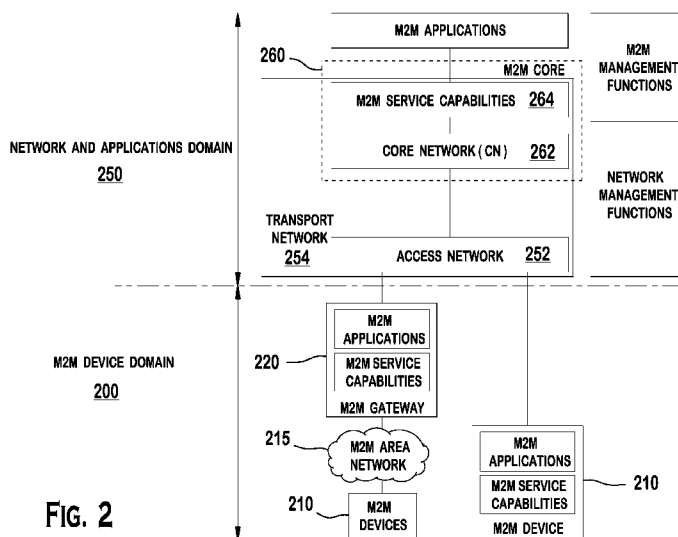 M2M APPLICATIONS
260
M2M CORE
M2M
MANAGEMENT
FUNCTIONS
M2M SERVICE CAPABILITIES 264
NETWORK AND APPLICATIONS DOMAIN
250
CORE NETWORK (CN) 262
NETWORK
MANAGEMENT
FUNCTIONS
TRANSPORT
NETWORK
254
ACCESS NETWORK 252
M2M DEVICE DOMAIN
200
220
M2M
APPLICATIONS
M2M SERVICE
CAPABILITIES
M2M GATEWAY
215
M2M AREA
NETWORK
210
M2M
DEVICES
M2M
APPLICATIONS
M2M SERVICE
CAPABILITIES
M2M DEVICE
210
FIG. 2